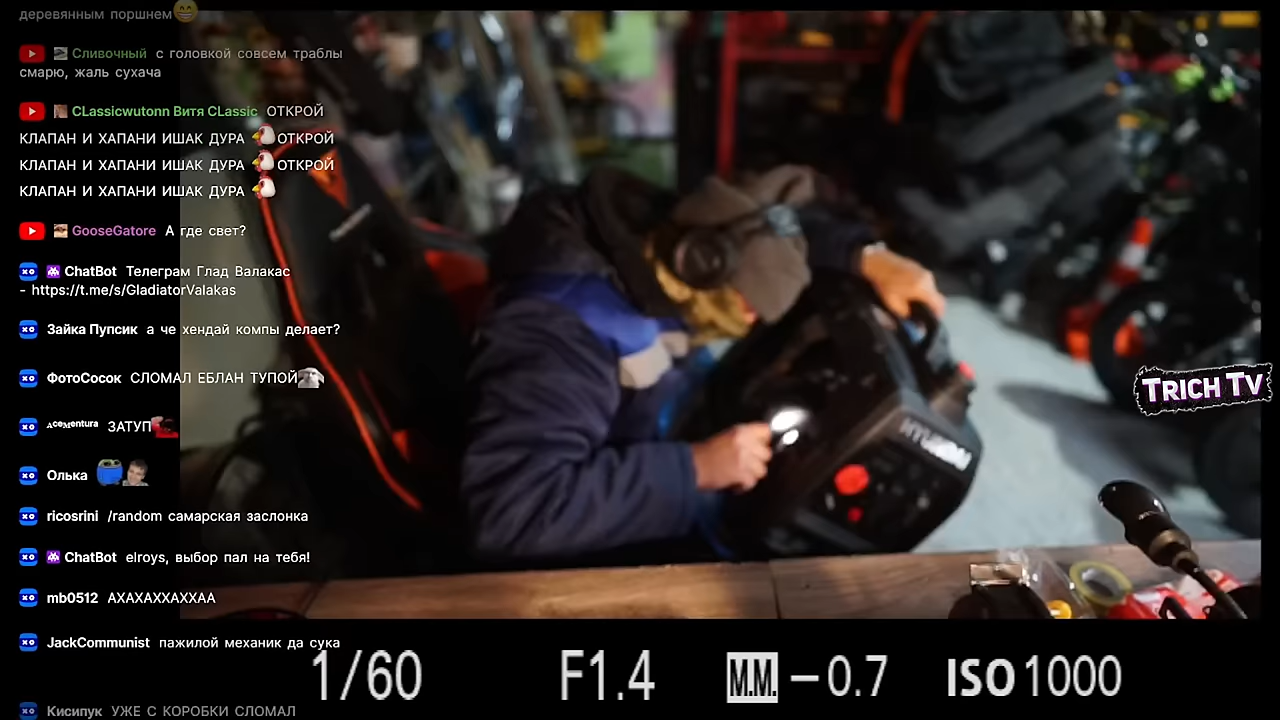 деревянным поршнем
Сливочный с головкой совсем траблы
смарю, жаль сухача
CLassicwutonn Витя CLassic ОТКРОЙ
КЛАПАН И ХАПАНИ ИШАК ДУРА ОТКРОЙ
КЛАПАН И ХАПАНИ ИШАК ДУРА ОТКРОЙ
КЛАПАН И ХАПАНИ ИШАК ДУРА
GooseGatore А где свет?
ChatBot Телеграм Глад Валакас
- https://t.me/s/GladiatorValakas
Зайка Пупсик а че хендай компы делает?
ФотоСосок СЛОМАЛ ЕБЛАН ТУПОЙ
AceMentura ЗАТУП
Олька
ricosrini /random самарская заслонка
ChatBot elroys, выбор пал на тебя!
mb0512 АХАХАХХАХХАА
JackCommunist пажилой механик да сука
Кисипук УЖЕ С КОРОБКИ СЛОМАЛ
HYUNDAI
TRICH TV
1/60 F1.4 M.M. −0.7 ISO 1000